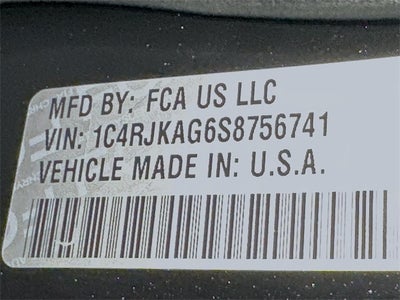 MFD BY: FCA US LLC
VIN: 1C4RJKAG6S8756741
VEHICLE MADE IN: U.S.A.